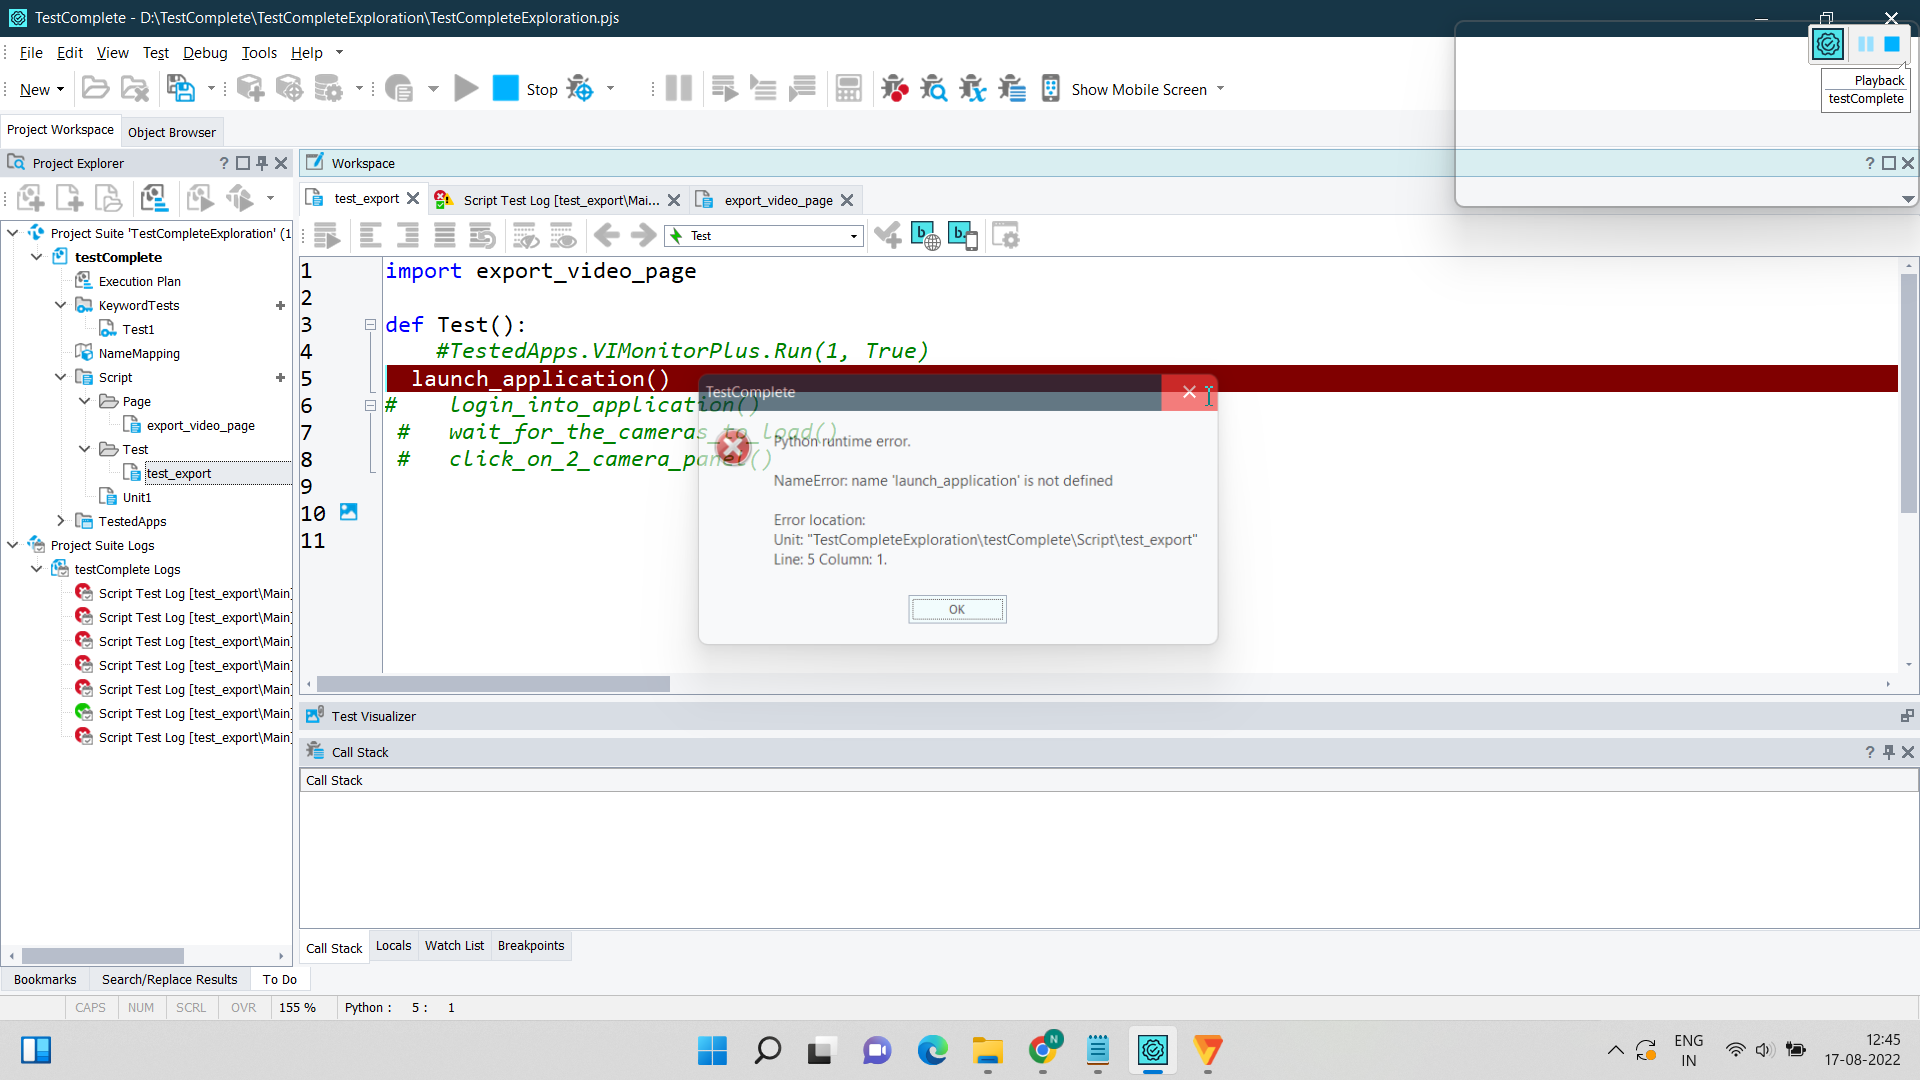 TestComplete - D:\TestComplete\TestCompleteExploration\TestCompleteExploration.pjs
File Edit View Test Debug Tools Help
New Stop Show Mobile Screen
Playback
testComplete
Project Workspace Object Browser
Project Explorer
Workspace
test_export Script Test Log [test_export\Mai... export_video_page
Test
Project Suite 'TestCompleteExploration' (1
testComplete
Execution Plan
KeywordTests
Test1
NameMapping
Script
Page
export_video_page
Test
test_export
Unit1
TestedApps
Project Suite Logs
testComplete Logs
Script Test Log [test_export\Main]
Script Test Log [test_export\Main]
Script Test Log [test_export\Main]
Script Test Log [test_export\Main]
Script Test Log [test_export\Main]
Script Test Log [test_export\Main]
Script Test Log [test_export\Main]
1 import export_video_page
2
3 def Test():
4 #TestedApps.VIMonitorPlus.Run(1, True)
5 launch_application()
6 # login_into_application()
7 # wait_for_the_cameras_to_load()
8 # click_on_2_camera_panel()
9
10
11
TestComplete
Python runtime error.
NameError: name 'launch_application' is not defined
Error location:
Unit: "TestCompleteExploration\testComplete\Script\test_export"
Line: 5 Column: 1.
OK
Test Visualizer
Call Stack
Call Stack
Call Stack Locals Watch List Breakpoints
Bookmarks Search/Replace Results To Do
CAPS NUM SCRL OVR 155 % Python : 5 : 1
N
ENG
IN
12:45
17-08-2022